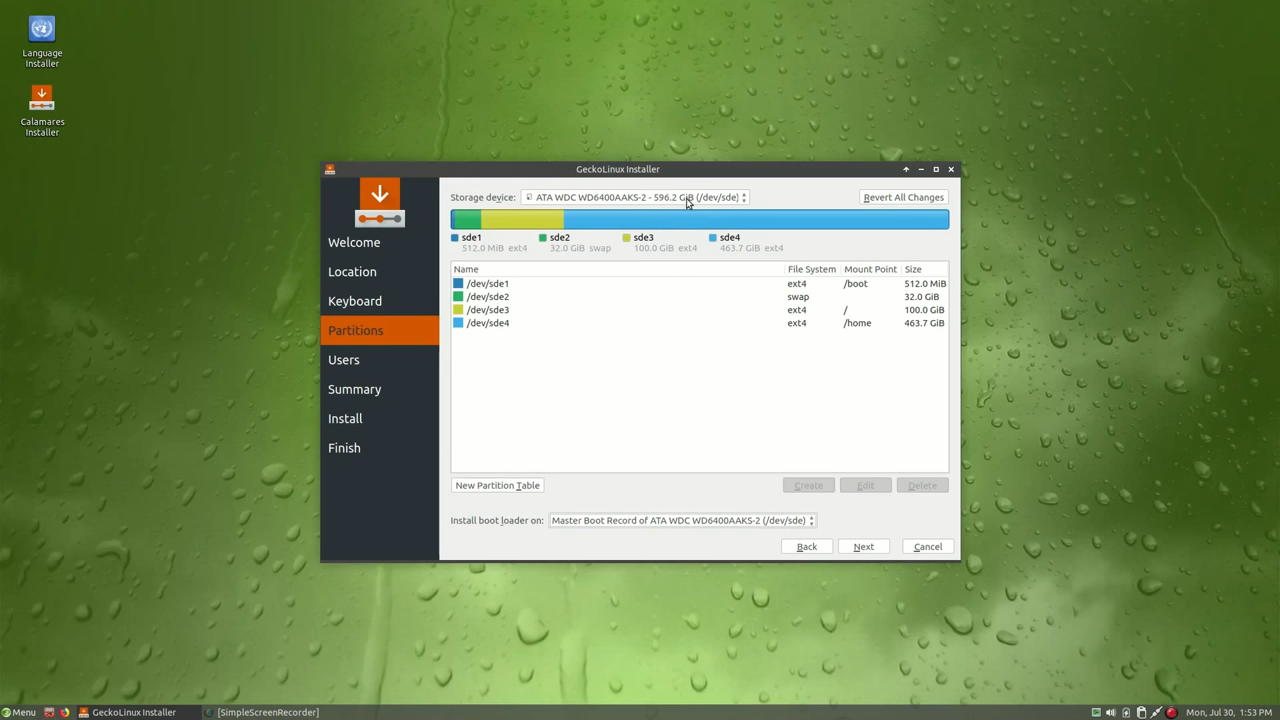 Language
Installer
Calamares
Installer
GeckoLinux Installer
Storage device: ATA WDC WD6400AAKS-2 - 596.2 GiB (/dev/sde) Revert All Changes
sde1 sde2 sde3 sde4
512.0 MiB ext4 32.0 GiB swap 100.0 GiB ext4 463.7 GiB ext4
Welcome
Location
Keyboard
Partitions
Users
Summary
Install
Finish
Name File System Mount Point Size
/dev/sde1 ext4 /boot 512.0 MiB
/dev/sde2 swap 32.0 GiB
/dev/sde3 ext4 / 100.0 GiB
/dev/sde4 ext4 /home 463.7 GiB
New Partition Table Create Edit Delete
Install boot loader on: Master Boot Record of ATA WDC WD6400AAKS-2 (/dev/sde)
Back Next Cancel
Menu GeckoLinux Installer [SimpleScreenRecorder] Mon, Jul 30, 1:53 PM